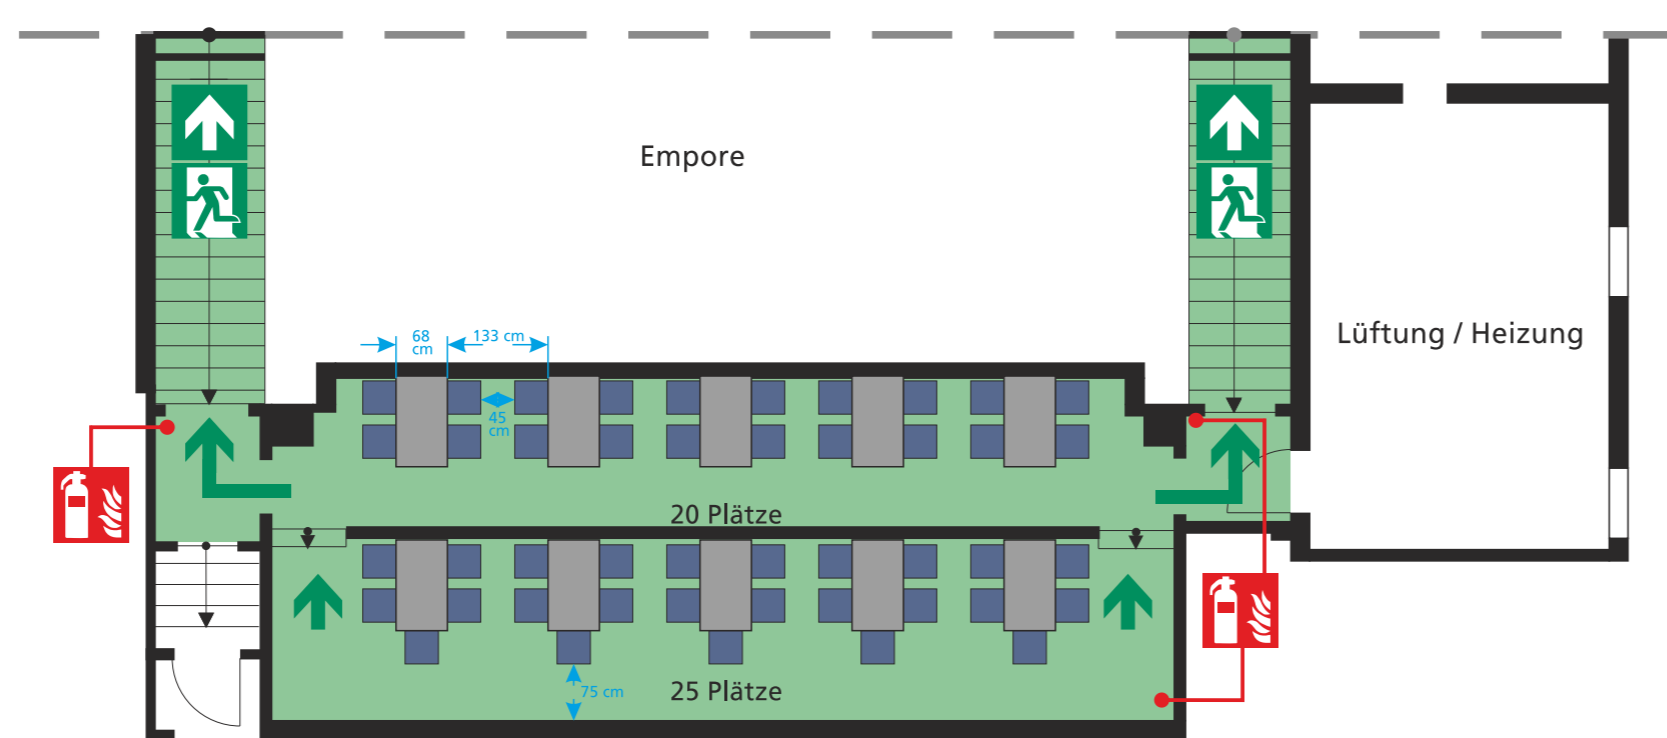 Empore
Lüftung / Heizung
68
cm
133 cm
45
cm
20 Plätze
75 cm
25 Plätze